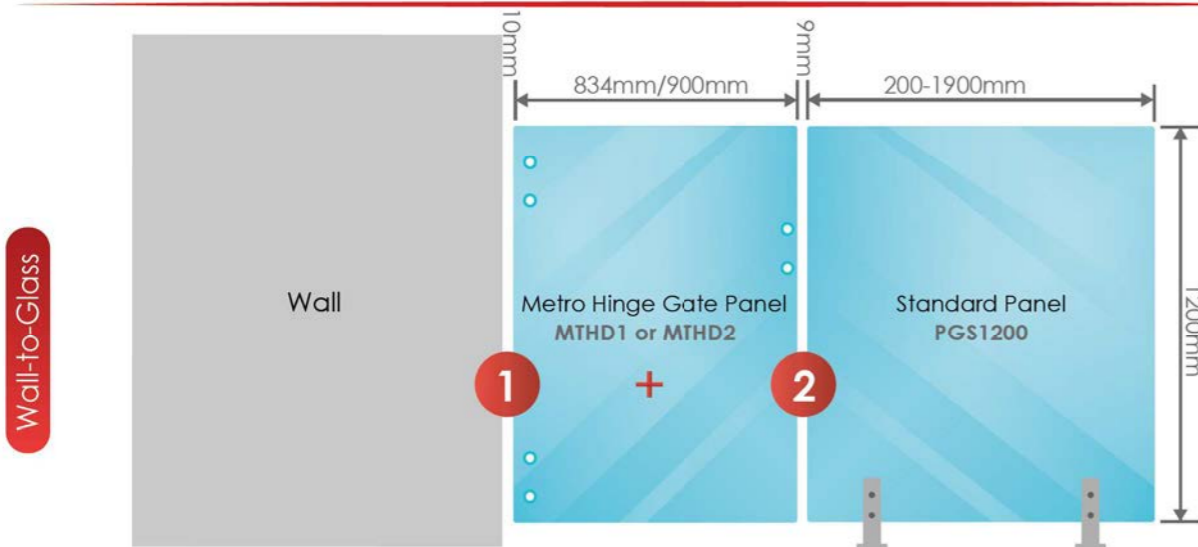 Wall-to-Glass
10mm
9mm
834mm/900mm
200-1900mm
Wall
Metro Hinge Gate Panel
MTHD1 or MTHD2
Standard Panel
PGS1200
1200mm
1
+
2